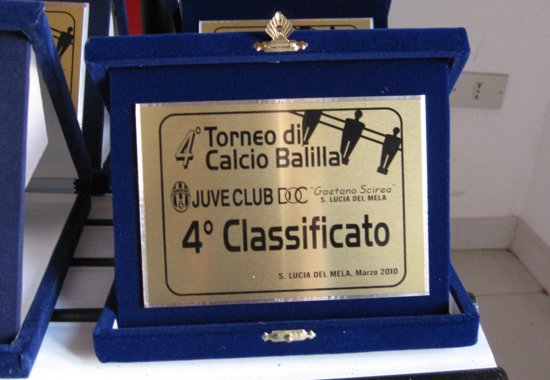 4° Torneo di
Calcio Balilla
JUVE CLUB DOC "Gaetano Scirea"
S. LUCIA DEL MELA
4° Classificato
S. LUCIA DEL MELA, Marzo 2010